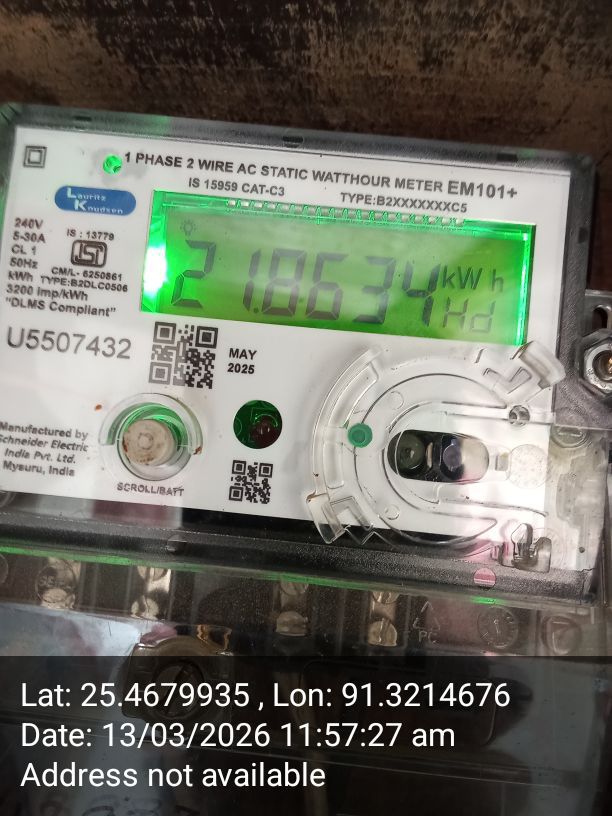 1 PHASE 2 WIRE AC STATIC WATTHOUR METER EM101+
IS 15959 CAT-C3 TYPE:B2XXXXXXXC5
Lauritz
Knudsen
240V
5-30A
CL 1
50Hz
kWh
3200 imp/kWh
"DLMS Compliant"
IS : 13779
ISI
CM/L- 6250861
TYPE:B2DLC0506
21.8634 kWh
Hd
U5507432
MAY
2025
Manufactured by
Schneider Electric
India Pvt. Ltd.
Mysuru, India
SCROLL/BATT
PC
Lat: 25.4679935 , Lon: 91.3214676
Date: 13/03/2026 11:57:27 am
Address not available